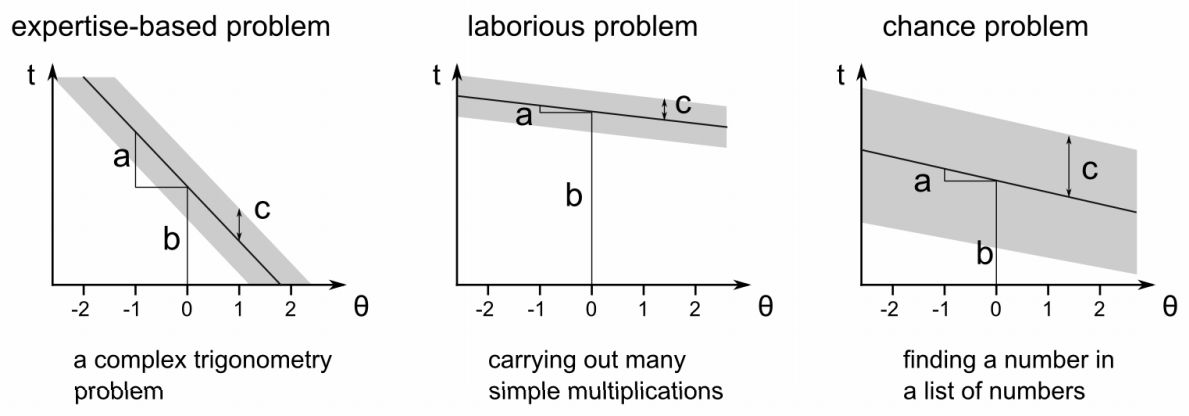 expertise-based problem
t
a
b
c
-2 -1 0 1 2 θ
a complex trigonometry
problem
laborious problem
t
a
b
c
-2 -1 0 1 2 θ
carrying out many
simple multiplications
chance problem
t
a
b
c
-2 -1 0 1 2 θ
finding a number in
a list of numbers